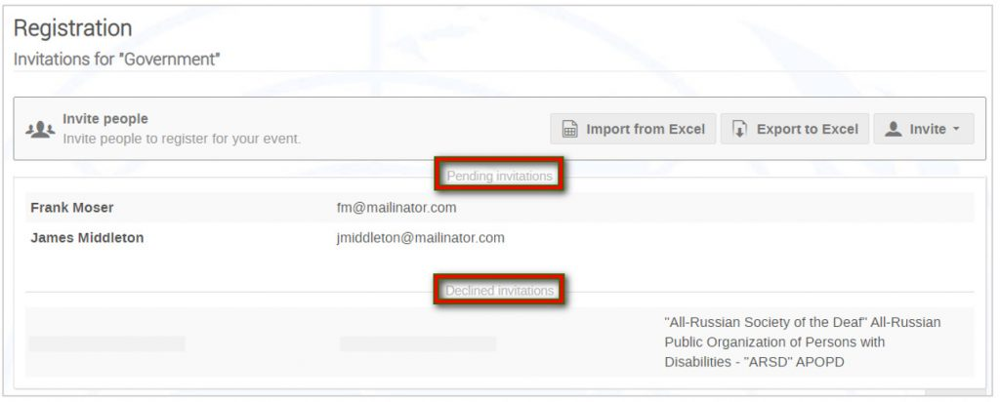 Registration
Invitations for "Government"
Invite people
Invite people to register for your event.
Import from Excel
Export to Excel
Invite
Pending invitations
Frank Moser fm@mailinator.com
James Middleton jmiddleton@mailinator.com
Declined invitations
"All-Russian Society of the Deaf" All-Russian
Public Organization of Persons with
Disabilities - "ARSD" APOPD